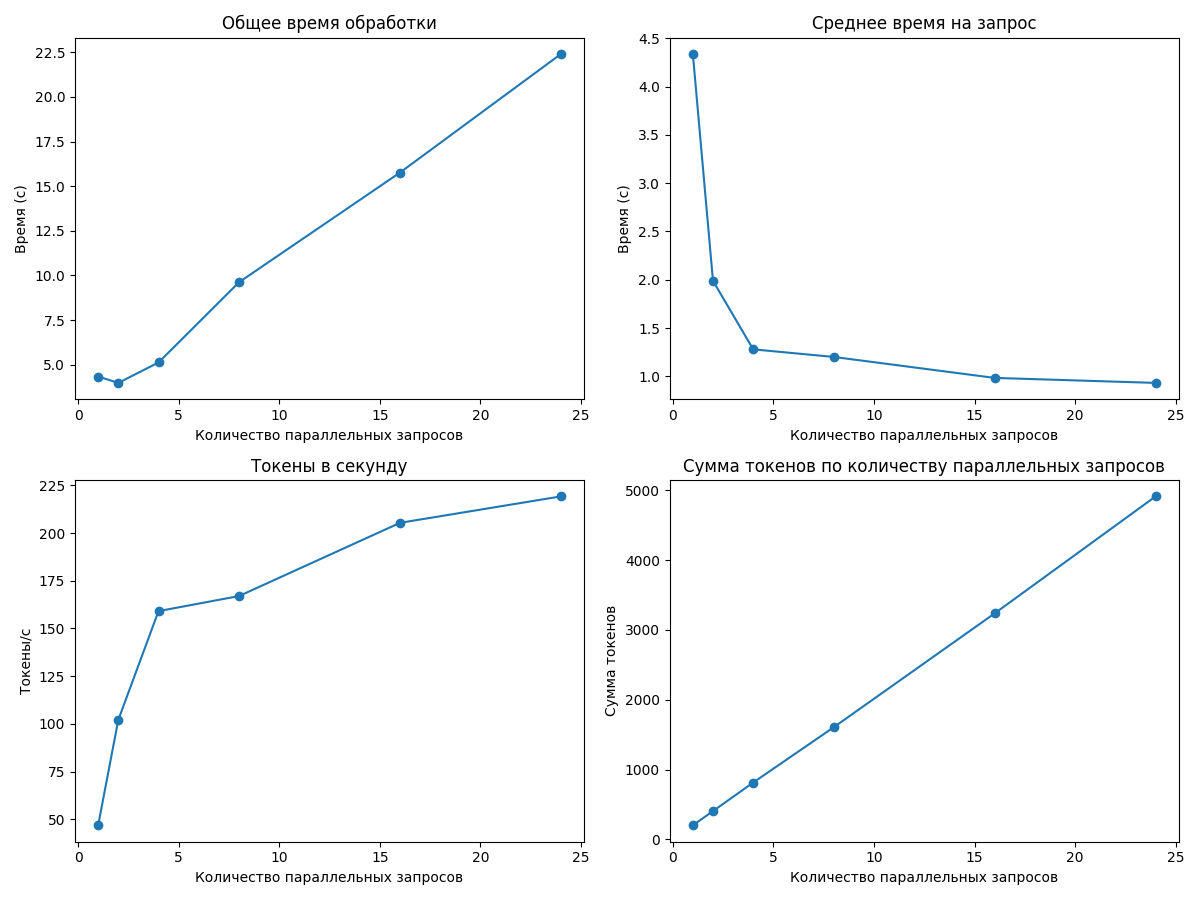 Общее время обработки
22.5
20.0
17.5
15.0
12.5
10.0
7.5
5.0
Время (с)
0 5 10 15 20 25
Количество параллельных запросов
Среднее время на запрос
4.5
4.0
3.5
3.0
2.5
2.0
1.5
1.0
Время (с)
0 5 10 15 20 25
Количество параллельных запросов
Токены в секунду
225
200
175
150
125
100
75
50
Токены/с
0 5 10 15 20 25
Количество параллельных запросов
Сумма токенов по количеству параллельных запросов
5000
4000
3000
2000
1000
0
Сумма токенов
0 5 10 15 20 25
Количество параллельных запросов